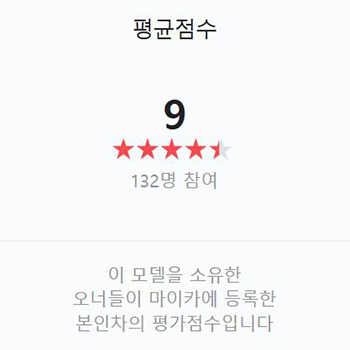 평균점수
9
132명 참여
이 모델을 소유한
오너들이 마이카에 등록한
본인차의 평가점수입니다